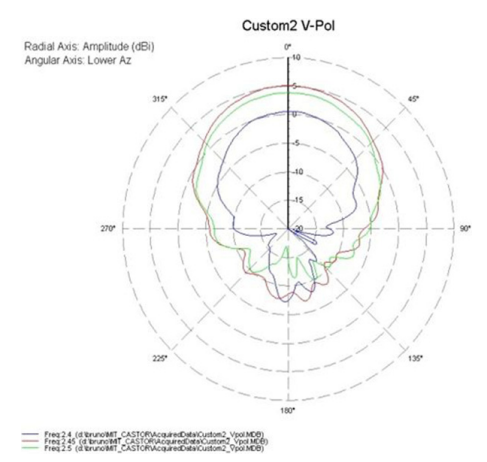 Custom2 V-Pol
Radial Axis: Amplitude (dBi)
Angular Axis: Lower Az
0°
10
315°
45°
5
0
-5
-10
-15
-20
270°
90°
225°
135°
180°
Freq:2.4 (d:\bruno\MIT_CASTOR\AcquiredData\Custom2_Vpol.MDB)
Freq:2.45 (d:\bruno\MIT_CASTOR\AcquiredData\Custom2_Vpol.MDB)
Freq:2.5 (d:\bruno\MIT_CASTOR\AcquiredData\Custom2_Vpol.MDB)